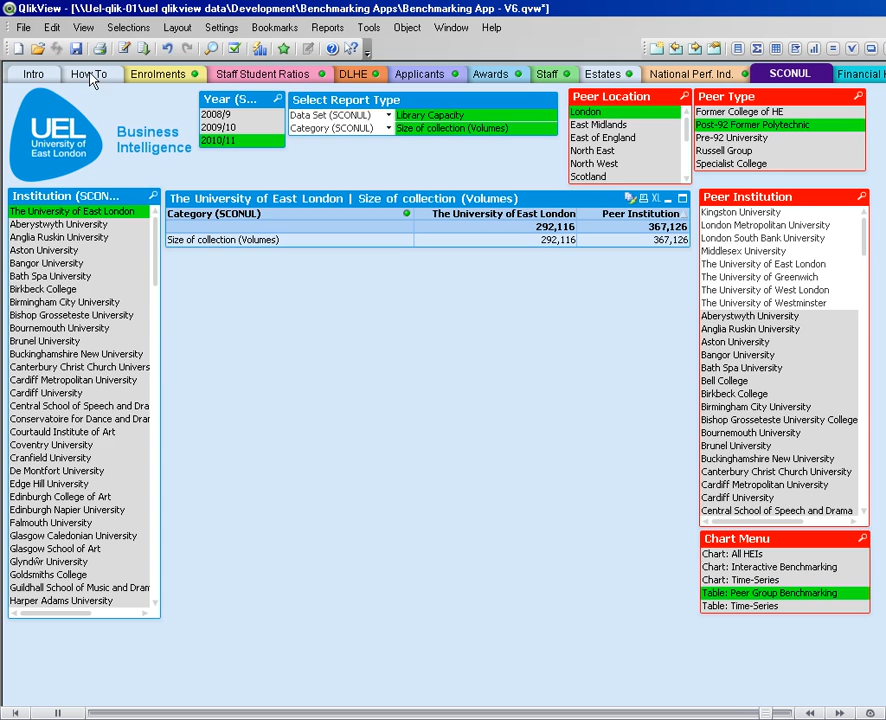 QlikView - [\\Uel-qlik-01\uel qlikview data\Development\Benchmarking Apps\Benchmarking App - V6.qvw*]
File Edit View Selections Layout Settings Bookmarks Reports Tools Object Window Help
Intro How To Enrolments Staff Student Ratios DLHE Applicants Awards Staff Estates National Perf. Ind. SCONUL Financial H
UEL
University of
East London
Business
Intelligence
Year (S...
2008/9
2009/10
2010/11
Select Report Type
Data Set (SCONUL) Library Capacity
Category (SCONUL) Size of collection (Volumes)
Peer Location
London
East Midlands
East of England
North East
North West
Scotland
Peer Type
Former College of HE
Post-92 Former Polytechnic
Pre-92 University
Russell Group
Specialist College
Institution (SCON...
The University of East London
Aberystwyth University
Anglia Ruskin University
Aston University
Bangor University
Bath Spa University
Birkbeck College
Birmingham City University
Bishop Grosseteste University
Bournemouth University
Brunel University
Buckinghamshire New University
Canterbury Christ Church Univers
Cardiff Metropolitan University
Cardiff University
Central School of Speech and Dra
Conservatoire for Dance and Drar
Courtauld Institute of Art
Coventry University
Cranfield University
De Montfort University
Edge Hill University
Edinburgh College of Art
Edinburgh Napier University
Falmouth University
Glasgow Caledonian University
Glasgow School of Art
Glyndŵr University
Goldsmiths College
Guildhall School of Music and Dran
Harper Adams University
The University of East London | Size of collection (Volumes)
XL
Category (SCONUL) The University of East London Peer Institution
292,116 367,126
Size of collection (Volumes) 292,116 367,126
Peer Institution
Kingston University
London Metropolitan University
London South Bank University
Middlesex University
The University of East London
The University of Greenwich
The University of West London
The University of Westminster
Aberystwyth University
Anglia Ruskin University
Aston University
Bangor University
Bath Spa University
Bell College
Birkbeck College
Birmingham City University
Bishop Grosseteste University College
Bournemouth University
Brunel University
Buckinghamshire New University
Canterbury Christ Church University
Cardiff Metropolitan University
Cardiff University
Central School of Speech and Drama
Chart Menu
Chart: All HEIs
Chart: Interactive Benchmarking
Chart: Time-Series
Table: Peer Group Benchmarking
Table: Time-Series